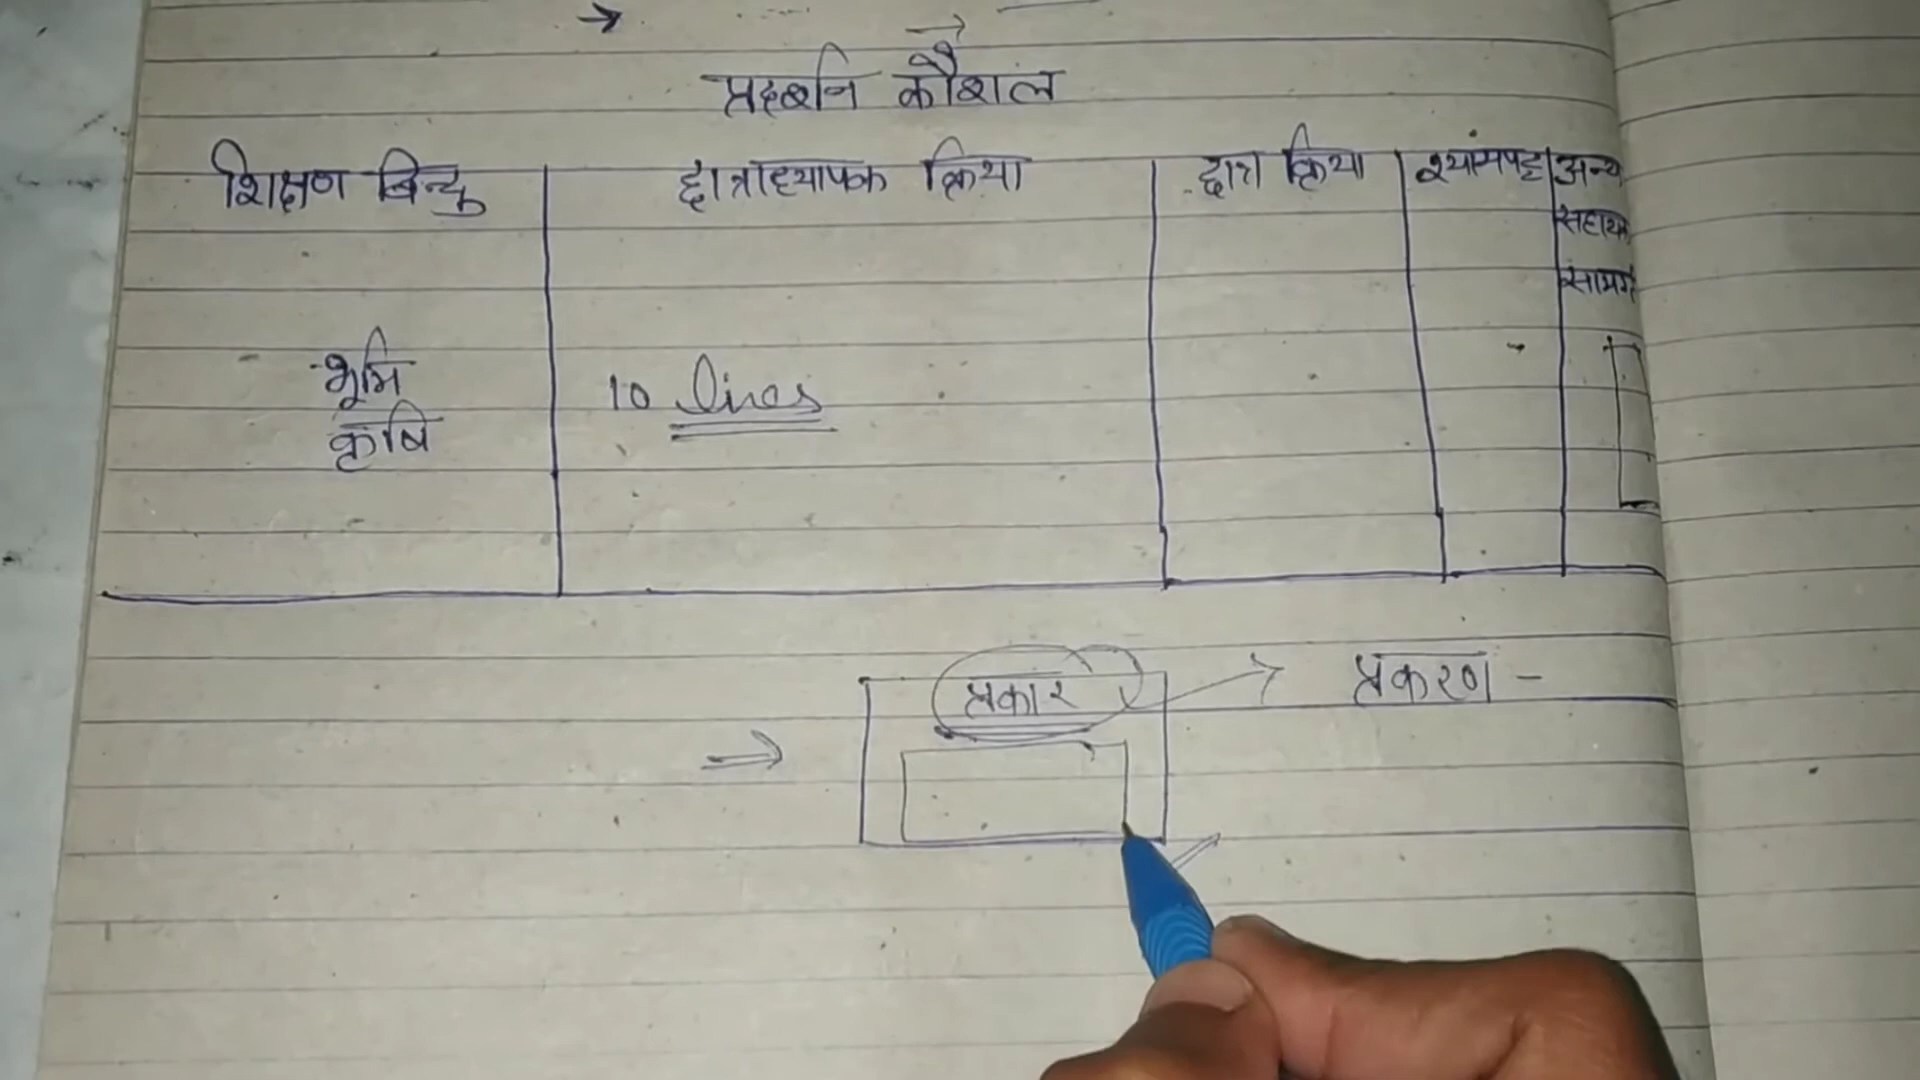 प्रदर्शन कौशल
शिक्षण बिन्दु छात्राध्यापक क्रिया छात्र क्रिया श्यामपट्ट अन्य
सहायक
सामग्री
भूमि 10 lines
कृषि
प्रकार → प्रकरण -